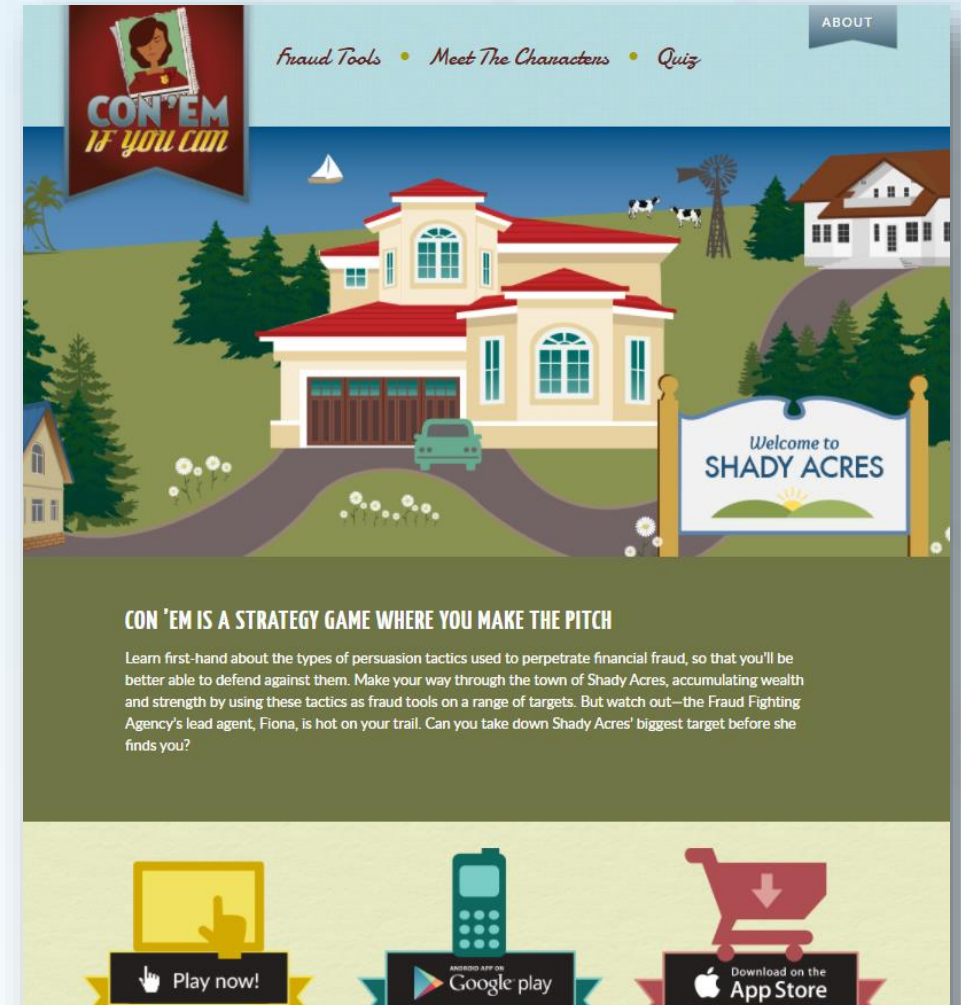 ABOUT
Fraud Tools • Meet The Characters • Quiz
CON 'EM
IF YOU CAN
Welcome to
SHADY ACRES
CON 'EM IS A STRATEGY GAME WHERE YOU MAKE THE PITCH
Learn first-hand about the types of persuasion tactics used to perpetrate financial fraud, so that you'll be
better able to defend against them. Make your way through the town of Shady Acres, accumulating wealth
and strength by using these tactics as fraud tools on a range of targets. But watch out—the Fraud Fighting
Agency's lead agent, Fiona, is hot on your trail. Can you take down Shady Acres' biggest target before she
finds you?
Play now!
ANDROID APP ON
Google play
Download on the
App Store